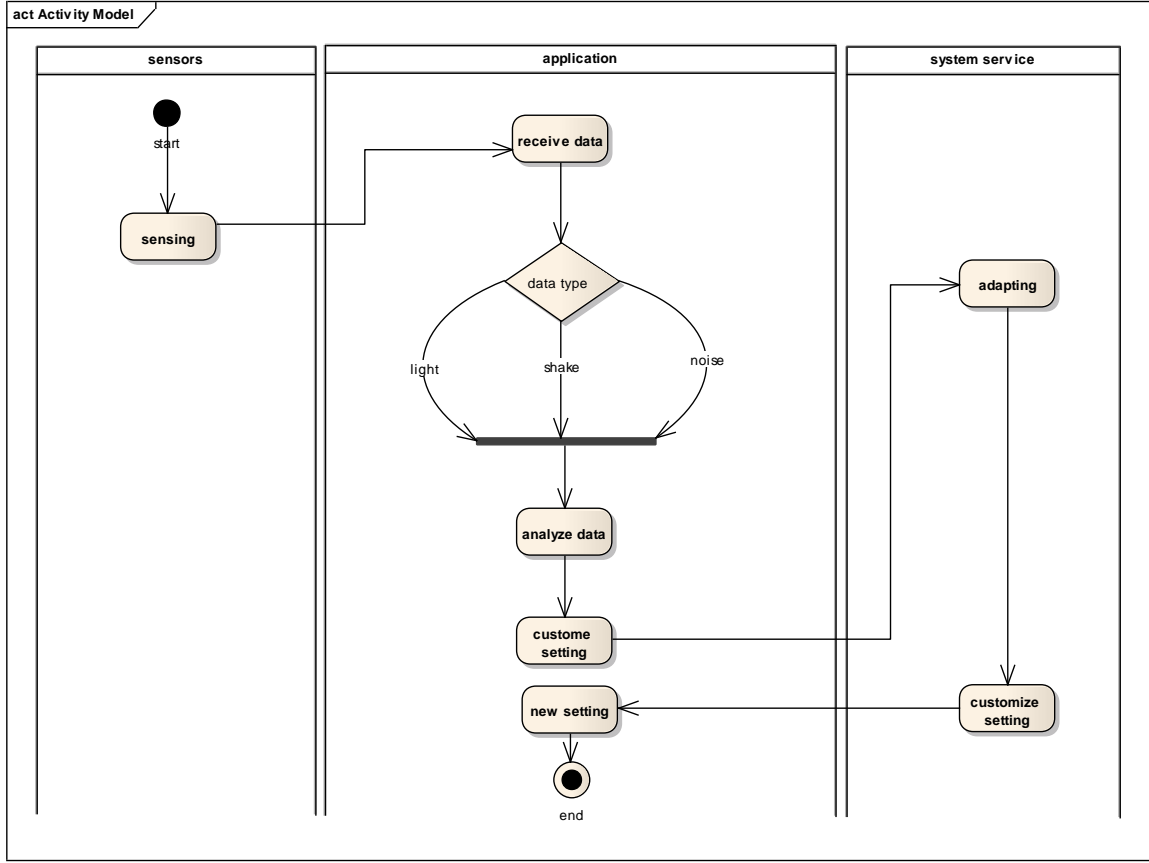 act Activity Model
sensors
application
system service
start
receive data
sensing
data type
adapting
light
shake
noise
analyze data
custome
setting
new setting
customize
setting
end